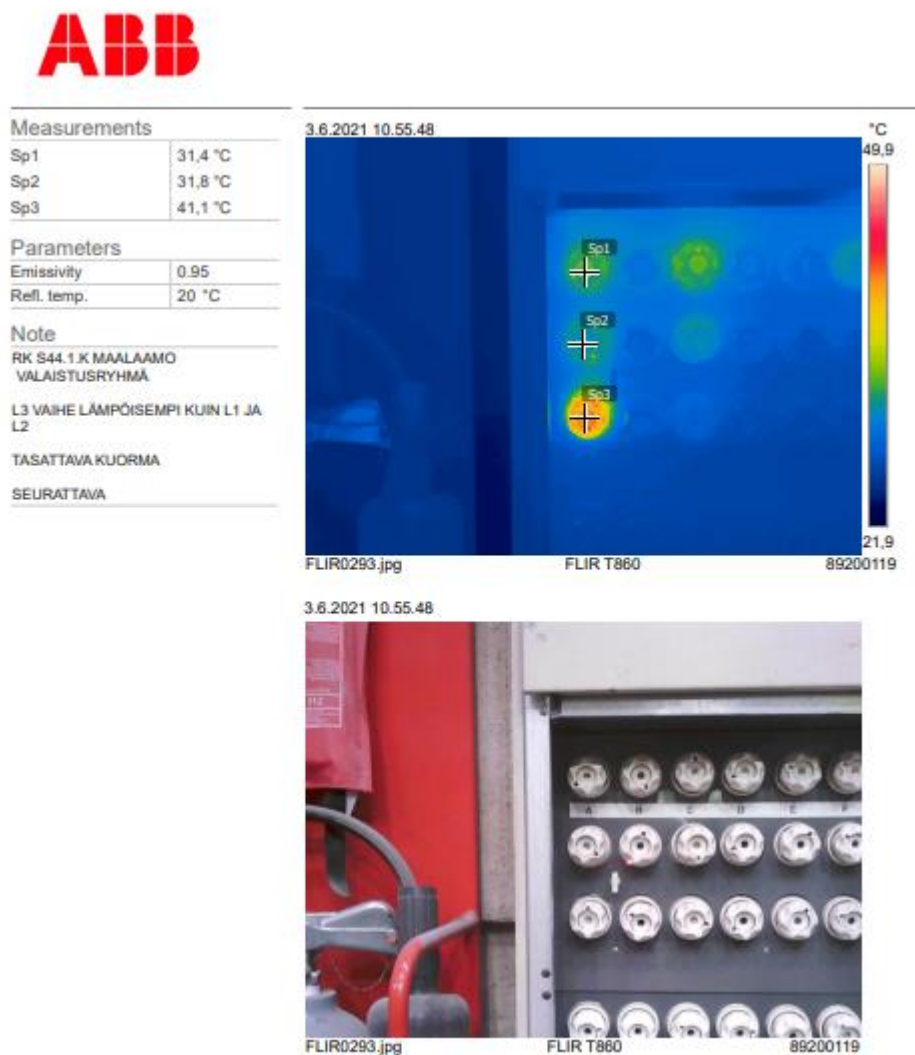 ABB
Measurements
Sp1 31,4 °C
Sp2 31,8 °C
Sp3 41,1 °C
Parameters
Emissivity 0.95
Refl. temp. 20 °C
Note
RK S44.1.K MAALAAMO
VALAISTUSRYHMÄ
L3 VAIHE LÄMPÖISEMPI KUIN L1 JA
L2
TASATTAVA KUORMA
SEURATTAVA
3.6.2021 10.55.48
°C
49,9
Sp1
Sp2
Sp3
21,9
FLIR0293.jpg FLIR T860 89200119
3.6.2021 10.55.48
112
A B C D E F
FLIR0293.jpg FLIR T860 89200119